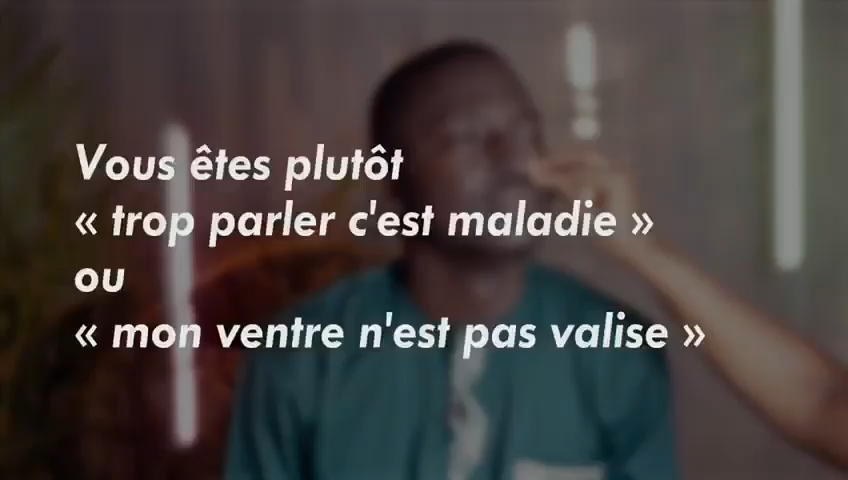 Vous êtes plutôt
« trop parler c'est maladie »
ou
« mon ventre n'est pas valise »